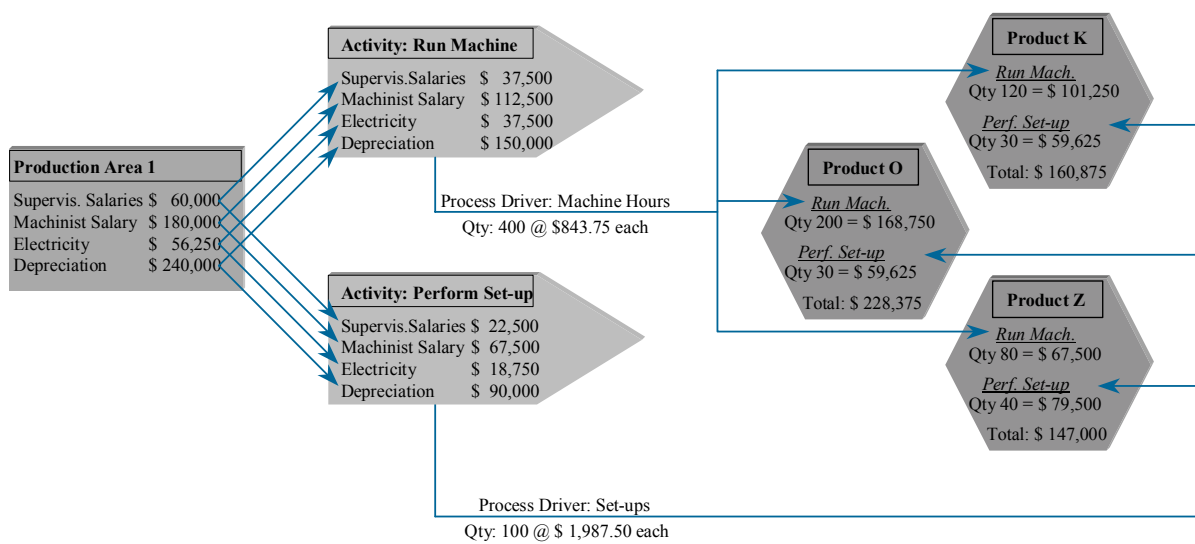 Production Area 1
Supervis. Salaries $ 60,000
Machinist Salary $ 180,000
Electricity $ 56,250
Depreciation $ 240,000
Activity: Run Machine
Supervis.Salaries $ 37,500
Machinist Salary $ 112,500
Electricity $ 37,500
Depreciation $ 150,000
Process Driver: Machine Hours
Qty: 400 @ $843.75 each
Activity: Perform Set-up
Supervis.Salaries $ 22,500
Machinist Salary $ 67,500
Electricity $ 18,750
Depreciation $ 90,000
Process Driver: Set-ups
Qty: 100 @ $ 1,987.50 each
Product K
Run Mach.
Qty 120 = $ 101,250
Perf. Set-up
Qty 30 = $ 59,625
Total: $ 160,875
Product O
Run Mach.
Qty 200 = $ 168,750
Perf. Set-up
Qty 30 = $ 59,625
Total: $ 228,375
Product Z
Run Mach.
Qty 80 = $ 67,500
Perf. Set-up
Qty 40 = $ 79,500
Total: $ 147,000